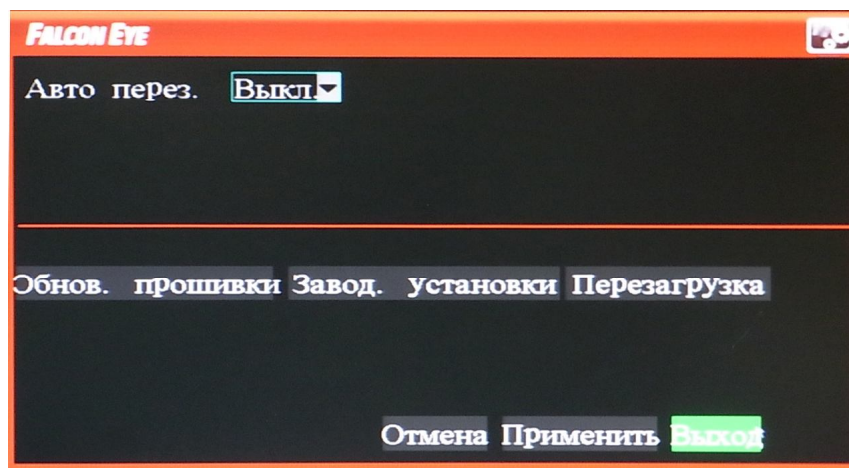 FALCON EYE
Авто перез. Выкл.
Обнов. прошивки Завод. установки Перезагрузка
Отмена Применить Выход